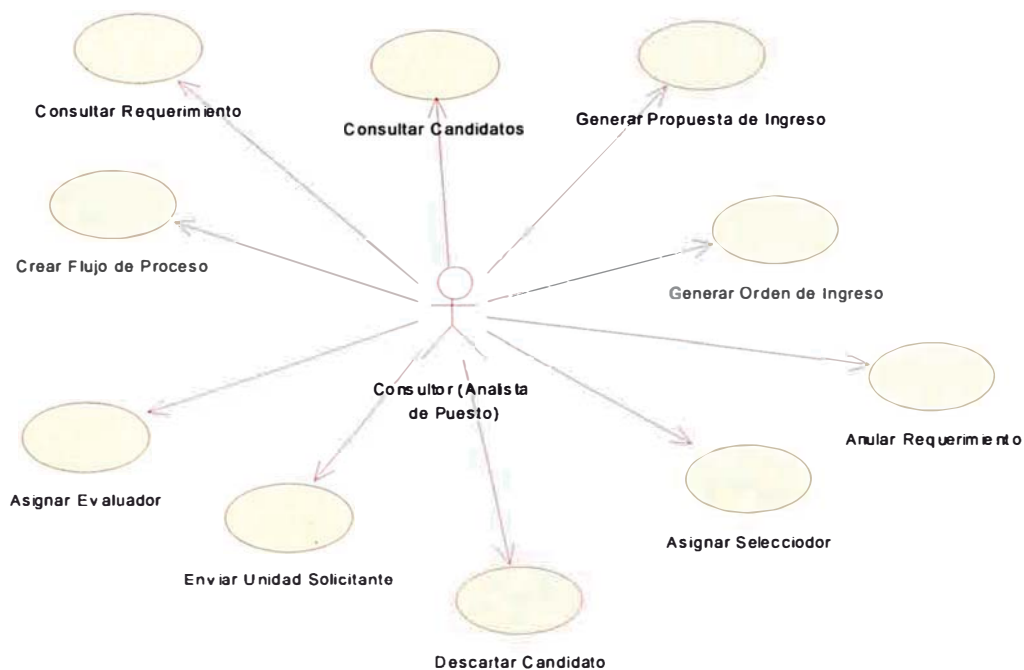 Consultar Requerimiento
Consultar Candidatos
Generar Propuesta de Ingreso
Crear Flujo de Proceso
Generar Orden de Ingreso
Consultor (Analista
de Puesto)
Anular Requerimiento
Asignar Evaluador
Asignar Selecciodor
Enviar Unidad Solicitante
Descartar Candidato